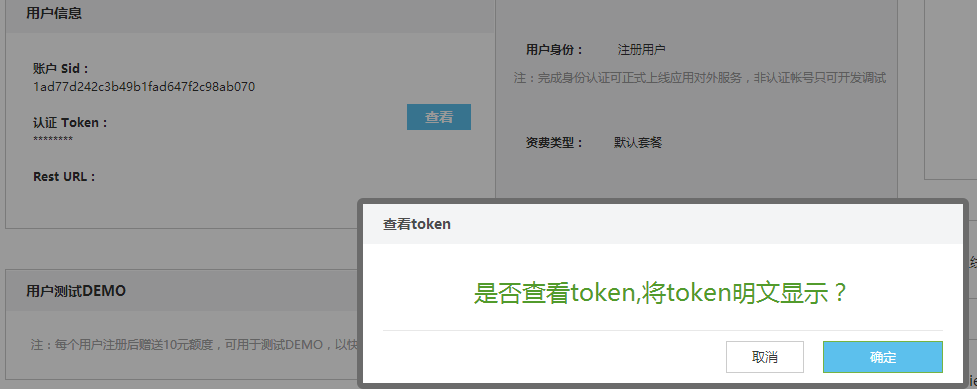 用户信息
账户 Sid：
1ad77d242c3b49b1fad647f2c98ab070
认证 Token：
********
查看
Rest URL：
用户身份： 注册用户
注：完成身份认证可正式上线应用对外服务，非认证帐号只可开发调试
资费类型： 默认套餐
查看token
是否查看token,将token明文显示？
取消
确定
用户测试DEMO
注：每个用户注册后赠送10元额度，可用于测试DEMO，以快